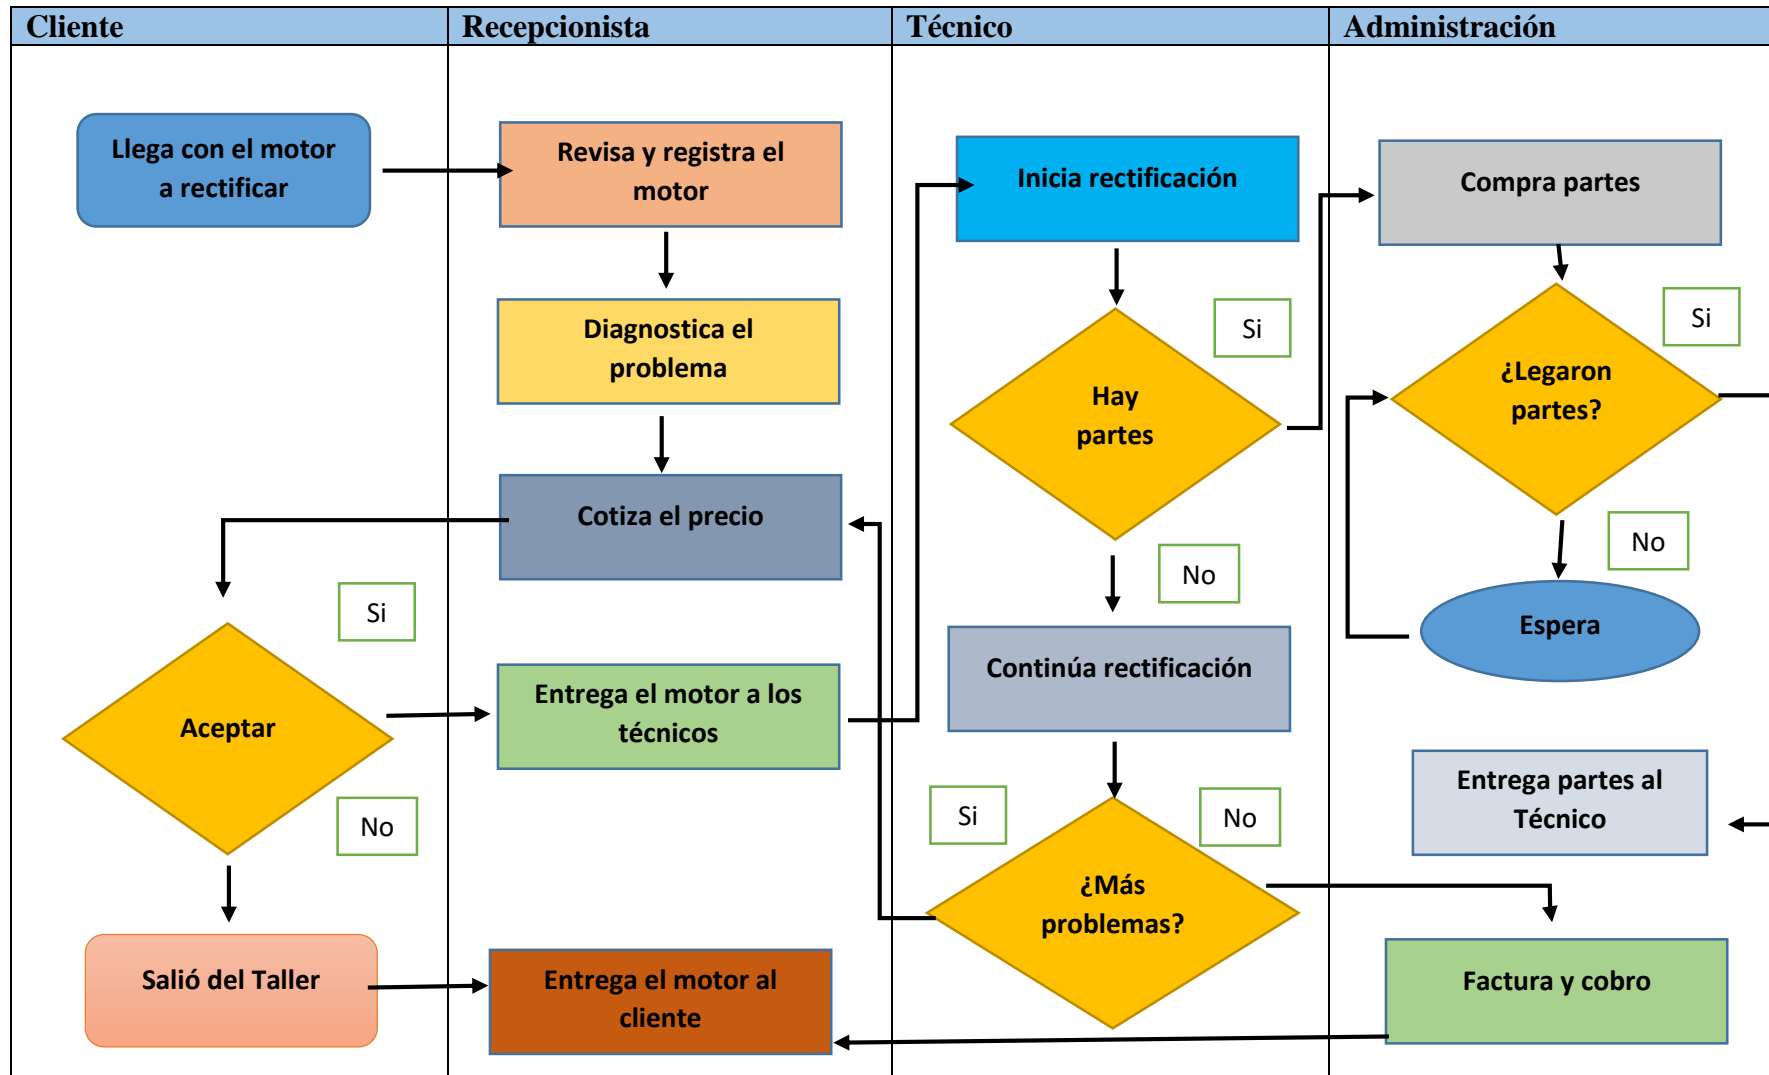 Cliente
Recepcionista
Técnico
Administración
Llega con el motor
a rectificar
Revisa y registra el
motor
Inicia rectificación
Compra partes
Diagnostica el
problema
Si
Si
Hay
partes
¿Legaron
partes?
Cotiza el precio
No
No
Si
Espera
Aceptar
Entrega el motor a los
técnicos
Continúa rectificación
No
Si
No
Entrega partes al
Técnico
¿Más
problemas?
Salió del Taller
Entrega el motor al
cliente
Factura y cobro